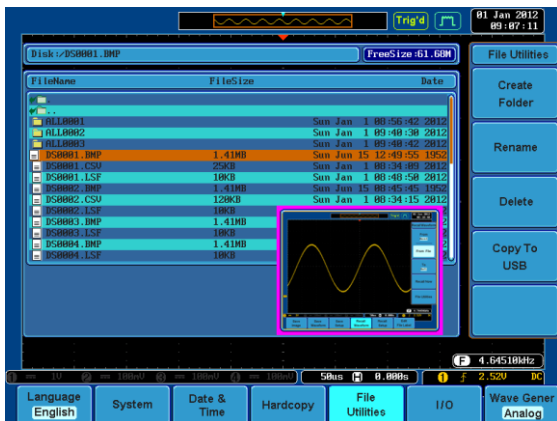 Trig'd
01 Jan 2012
09:07:11
Disk:/DS0001.BMP
FreeSize:61.68M
File Utilities
FileName FileSize Date
.
..
ALL0001 Sun Jan 1 08:56:42 2012
ALL0002 Sun Jan 1 09:40:30 2012
ALL0003 Sun Jan 1 09:40:42 2012
DS0001.BMP 1.41MB Sun Jun 15 12:49:55 1952
DS0001.CSV 25KB Sun Jan 1 08:34:09 2012
DS0001.LSF 10KB Sun Jan 1 08:48:50 2012
DS0002.BMP 1.41MB Sun Jun 15 08:45:45 1952
DS0002.CSV 120KB Sun Jan 1 08:34:15 2012
DS0002.LSF 10KB
DS0003.BMP 1.41MB
DS0003.LSF 10KB
DS0004.BMP 1.41MB
DS0004.LSF 10KB
Create
Folder
Rename
Delete
Copy To
USB
F 4.64510kHz
1 1V 2 100mV 3 100mV 4 100mV
50us H 0.000s
1 2.52V DC
Language
English
System
Date &
Time
Hardcopy
File
Utilities
I/O
Wave Gener
Analog